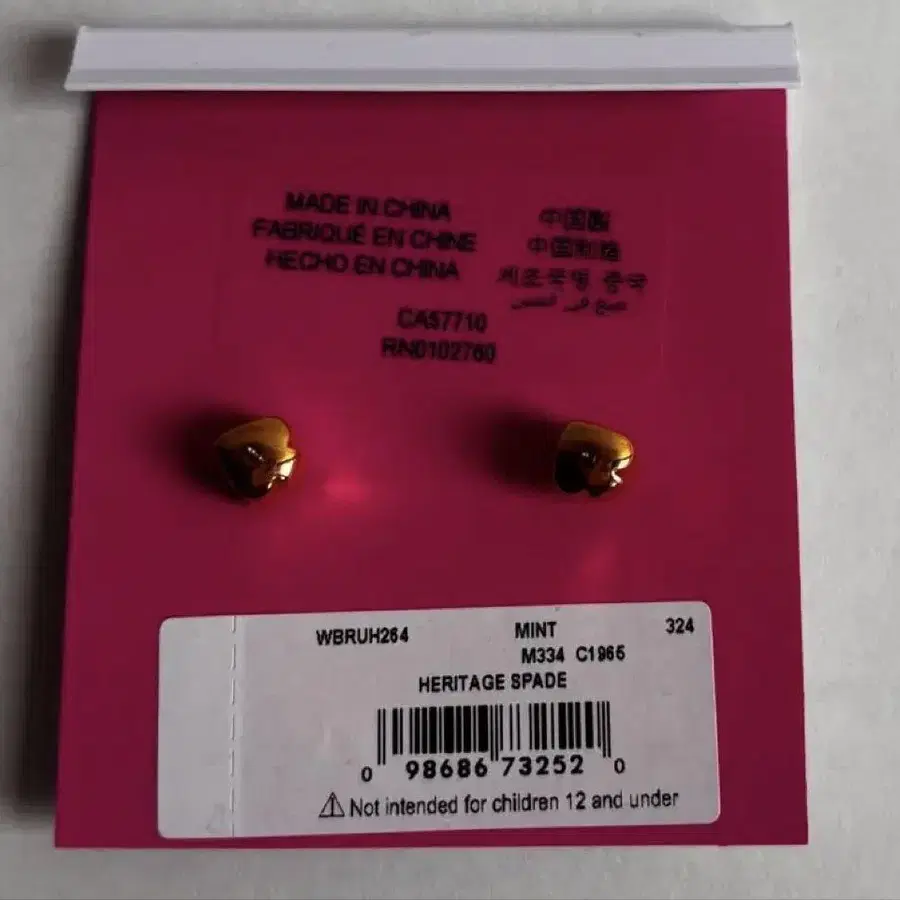 MADE IN CHINA
FABRIQUÉ EN CHINE
HECHO EN CHINA
中国製
中国制造
제조국명 중국
CA57710
RN0102760
WBRUH264 MINT 324
M334 C1965
HERITAGE SPADE
0 98686 73252 0
⚠ Not intended for children 12 and under